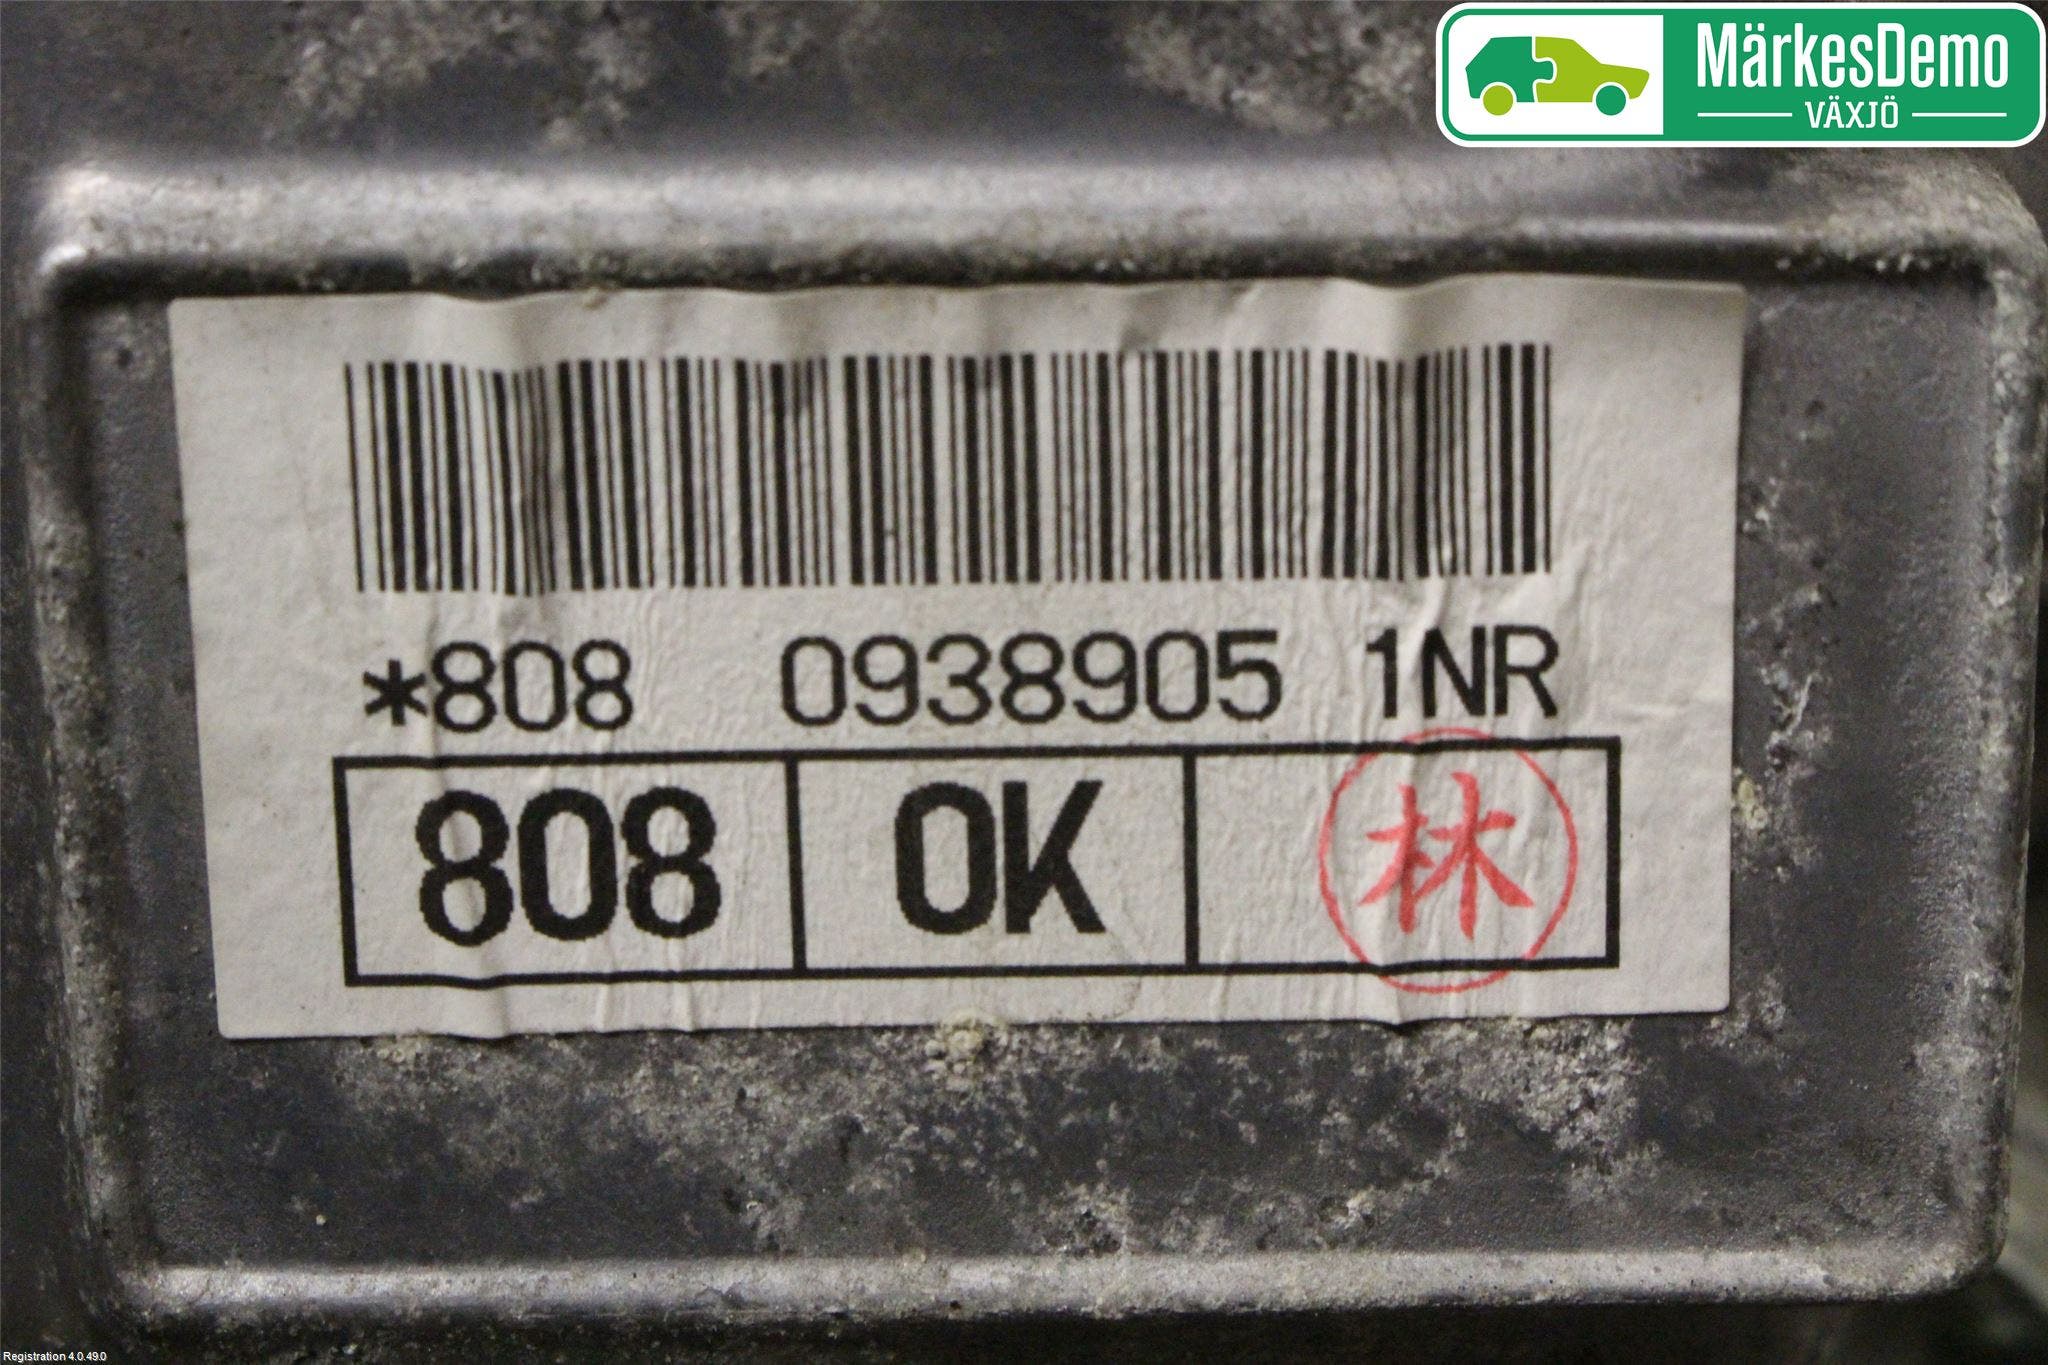 MärkesDemo
VÄXJÖ
*808 0938905 1NR
808 OK 林
Registration 4.0.49.0